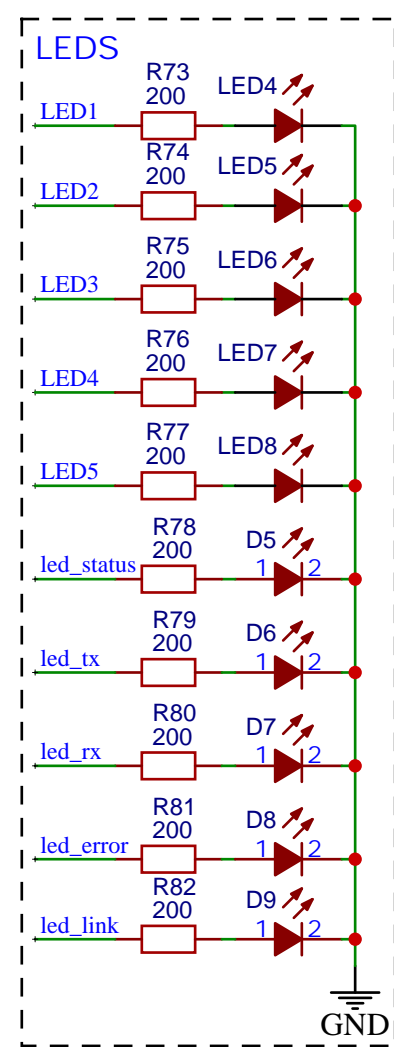 LEDS
R73
200
LED4
LED1
R74
200
LED5
LED2
R75
200
LED6
LED3
R76
200
LED7
LED4
R77
200
LED8
LED5
R78
200
D5
led_status
1 2
R79
200
D6
led_tx
1 2
R80
200
D7
led_rx
1 2
R81
200
D8
led_error
1 2
R82
200
D9
led_link
1 2
GND